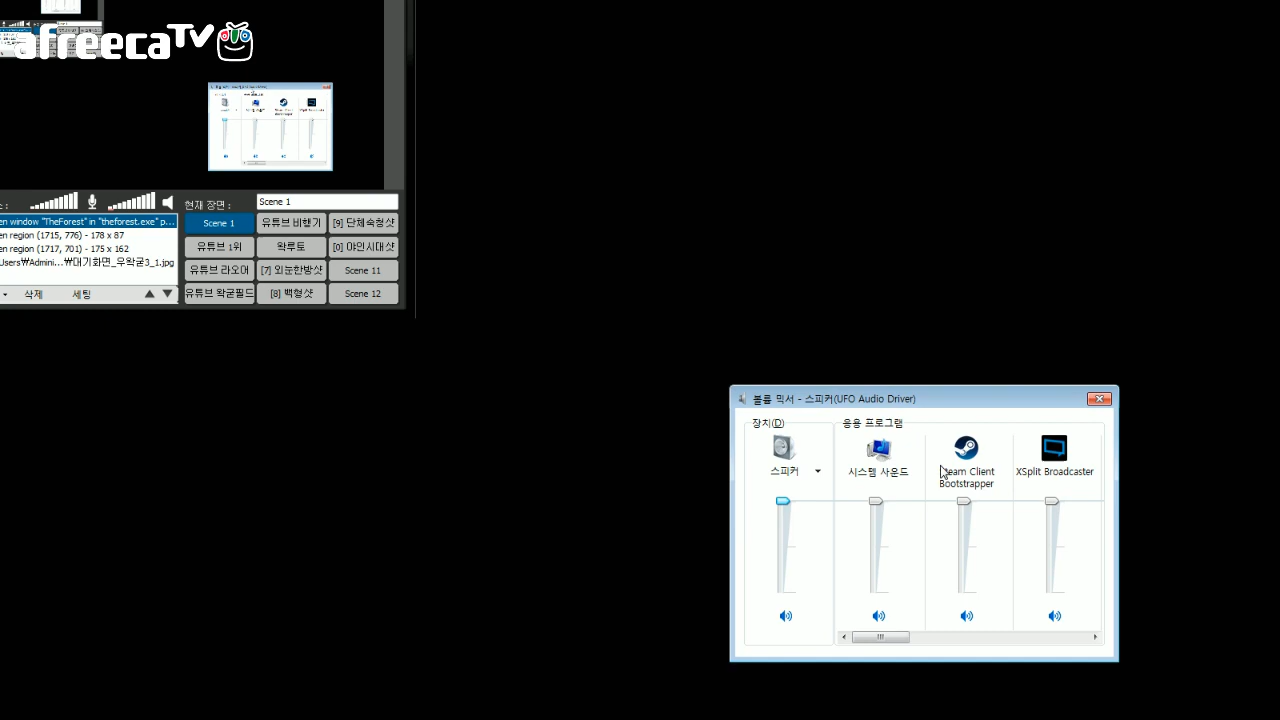 afreecaTV
현재 장면 :
Scene 1
en window "TheForest" in "theforest.exe" p...
en region (1715, 776) - 178 x 87
en region (1717, 701) - 175 x 162
Users₩Admini...₩대기화면_우왁굳3_1.jpg
삭제 세팅
Scene 1 유튜브 비행기 [9] 단체숙형샷
유튜브 1위 왁루토 [0] 야인시대샷
유튜브 라오어 [7] 외눈한방샷 Scene 11
유튜브 왁굳필드 [8] 백형샷 Scene 12
볼륨 믹서 - 스피커(UFO Audio Driver)
장치(D) 응용 프로그램
스피커 시스템 사운드 Steam Client Bootstrapper XSplit Broadcaster